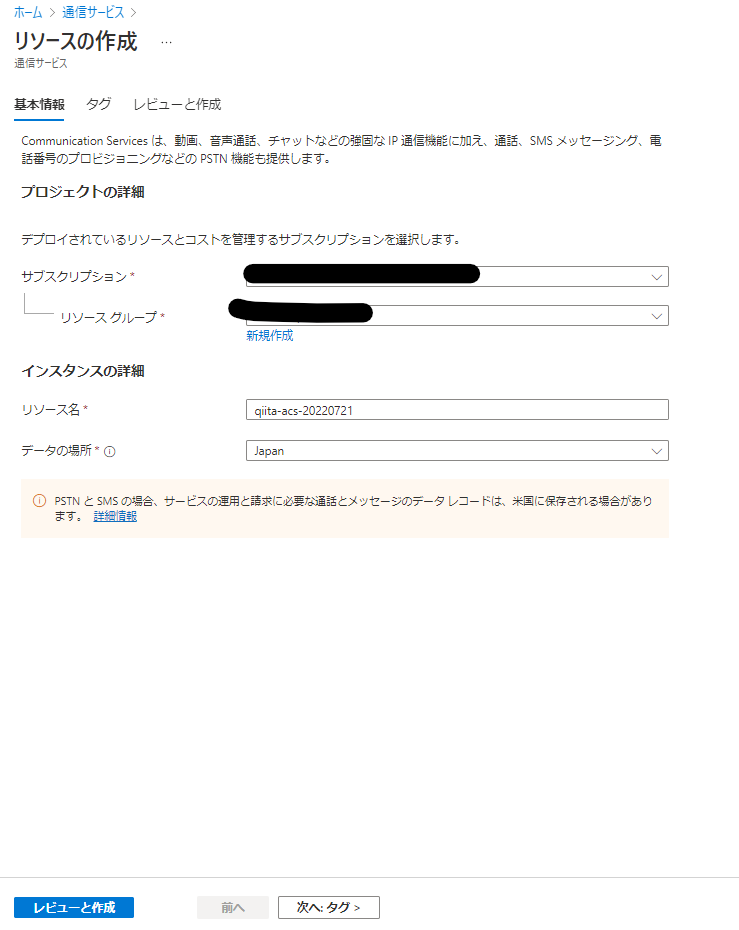 ホーム > 通信サービス >
リソースの作成 …
通信サービス
基本情報 タグ レビューと作成
Communication Services は、動画、音声通話、チャットなどの強固な IP 通信機能に加え、通話、SMS メッセージング、電
話番号のプロビジョニングなどの PSTN 機能も提供します。
プロジェクトの詳細
デプロイされているリソースとコストを管理するサブスクリプションを選択します。
サブスクリプション *
リソース グループ *
新規作成
インスタンスの詳細
リソース名 * qiita-acs-20220721
データの場所 * Japan
PSTN と SMS の場合、サービスの運用と請求に必要な通話とメッセージのデータ レコードは、米国に保存される場合があり
ます。 詳細情報
レビューと作成 前へ 次へ: タグ >